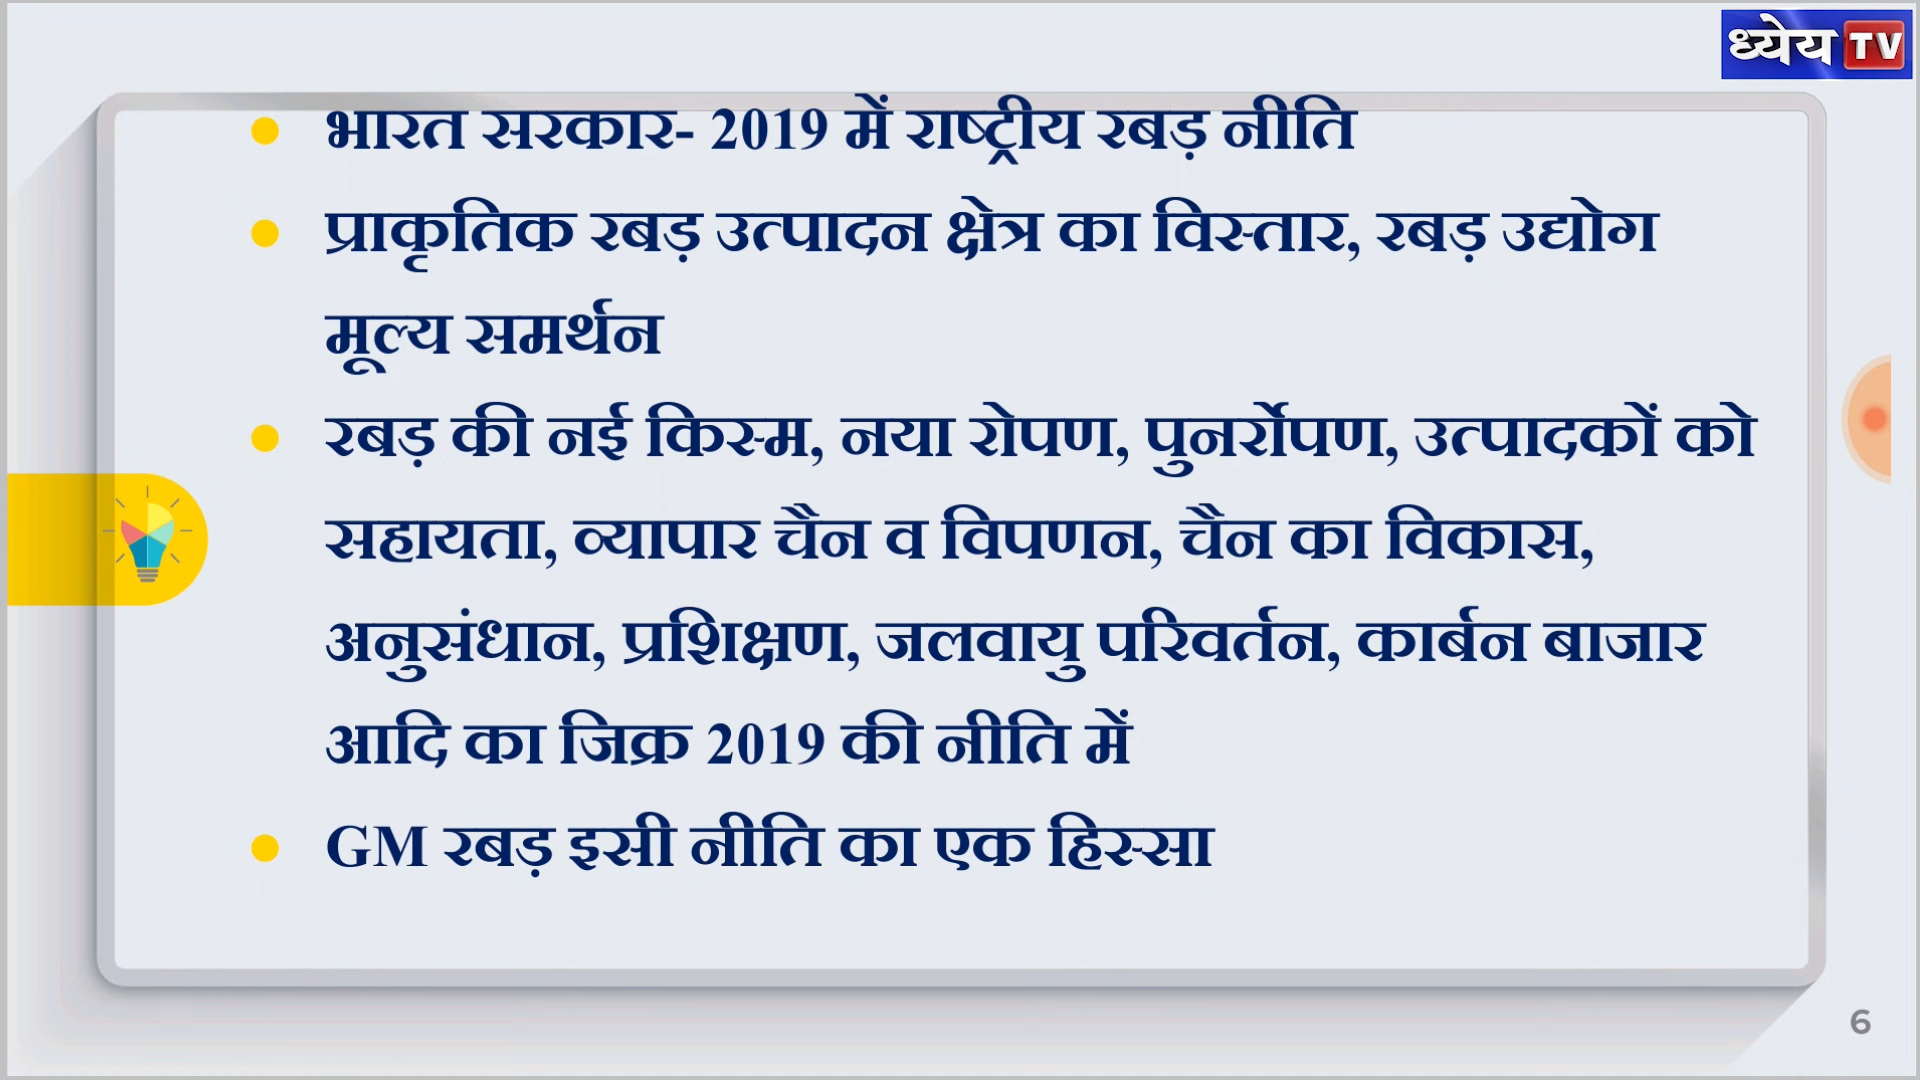 ध्येय TV
भारत सरकार- 2019 में राष्ट्रीय रबड़ नीति
प्राकृतिक रबड़ उत्पादन क्षेत्र का विस्तार, रबड़ उद्योग
मूल्य समर्थन
रबड़ की नई किस्म, नया रोपण, पुनर्रोपण, उत्पादकों को
सहायता, व्यापार चैन व विपणन, चैन का विकास,
अनुसंधान, प्रशिक्षण, जलवायु परिवर्तन, कार्बन बाजार
आदि का जिक्र 2019 की नीति में
GM रबड़ इसी नीति का एक हिस्सा
6